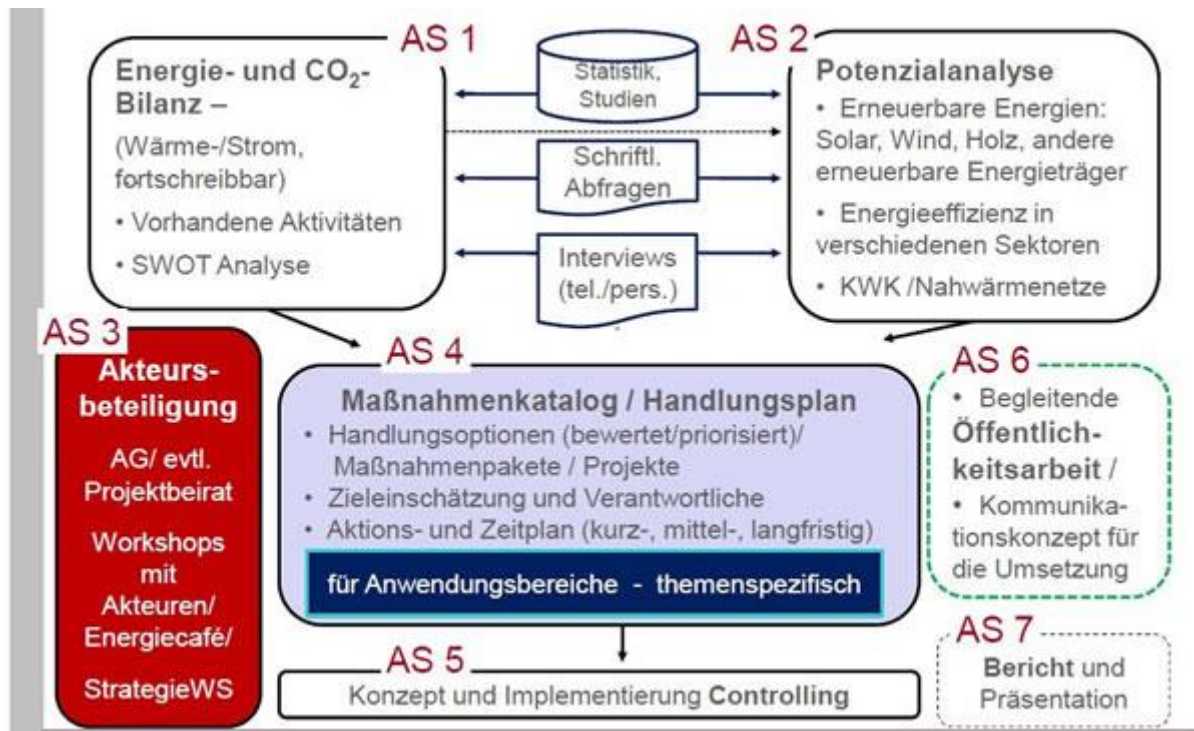 AS 1
Energie- und CO₂-
Bilanz –
(Wärme-/Strom,
fortschreibbar)
• Vorhandene Aktivitäten
• SWOT Analyse
Statistik,
Studien
Schriftl.
Abfragen
Interviews
(tel./pers.)
AS 2
Potenzialanalyse
• Erneuerbare Energien:
Solar, Wind, Holz, andere
erneuerbare Energieträger
• Energieeffizienz in
verschiedenen Sektoren
• KWK /Nahwärmenetze
AS 3
Akteurs-
beteiligung
AG/ evtl.
Projektbeirat
Workshops
mit
Akteuren/
Energiecafé/
StrategieWS
AS 4
Maßnahmenkatalog / Handlungsplan
• Handlungsoptionen (bewertet/priorisiert)/
Maßnahmenpakete / Projekte
• Zieleinschätzung und Verantwortliche
• Aktions- und Zeitplan (kurz-, mittel-, langfristig)
für Anwendungsbereiche - themenspezifisch
AS 5
Konzept und Implementierung Controlling
AS 6
• Begleitende
Öffentlich-
keitsarbeit /
• Kommunika-
tionskonzept für
die Umsetzung
AS 7
Bericht und
Präsentation